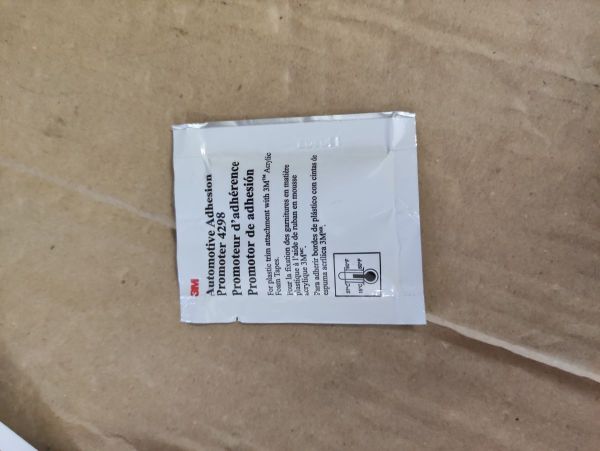 3M
Automotive Adhesion
Promoter 4298
Promoteur d'adhérence
Promotor de adhesión
For plastic trim attachment with 3M™ Acrylic
Foam Tapes.
Pour la fixation des garnitures en matière
plastique à l'aide de ruban en mousse
acrylique 3Mᴹᶜ.
Para adherir bordes de plástico con cintas de
espuma acrílica 3Mᴹᴿ.